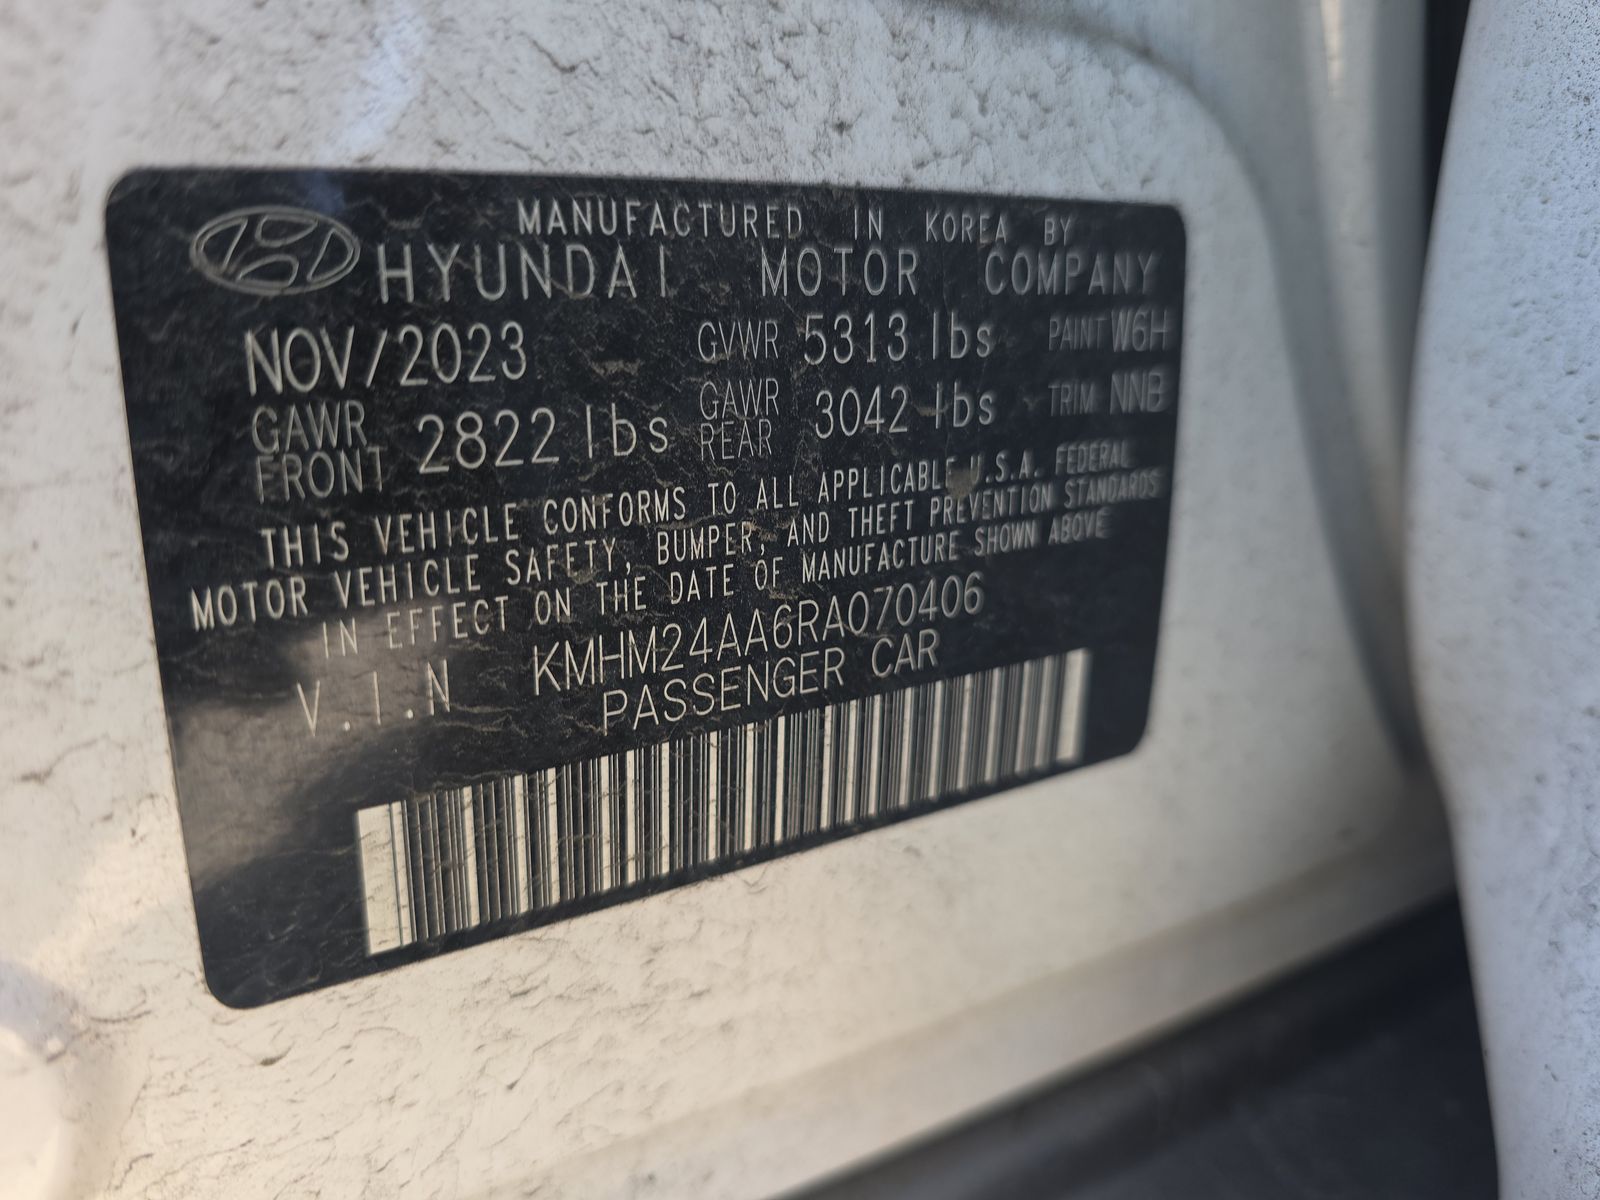 MANUFACTURED IN KOREA BY
HYUNDAI MOTOR COMPANY
NOV/2023 GVWR 5313 lbs PAINT W6H
GAWR FRONT 2822 lbs GAWR REAR 3042 lbs TRIM NNB
THIS VEHICLE CONFORMS TO ALL APPLICABLE U.S.A. FEDERAL
MOTOR VEHICLE SAFETY, BUMPER, AND THEFT PREVENTION STANDARDS
IN EFFECT ON THE DATE OF MANUFACTURE SHOWN ABOVE
V.I.N KMHM24AA6RA070406
PASSENGER CAR